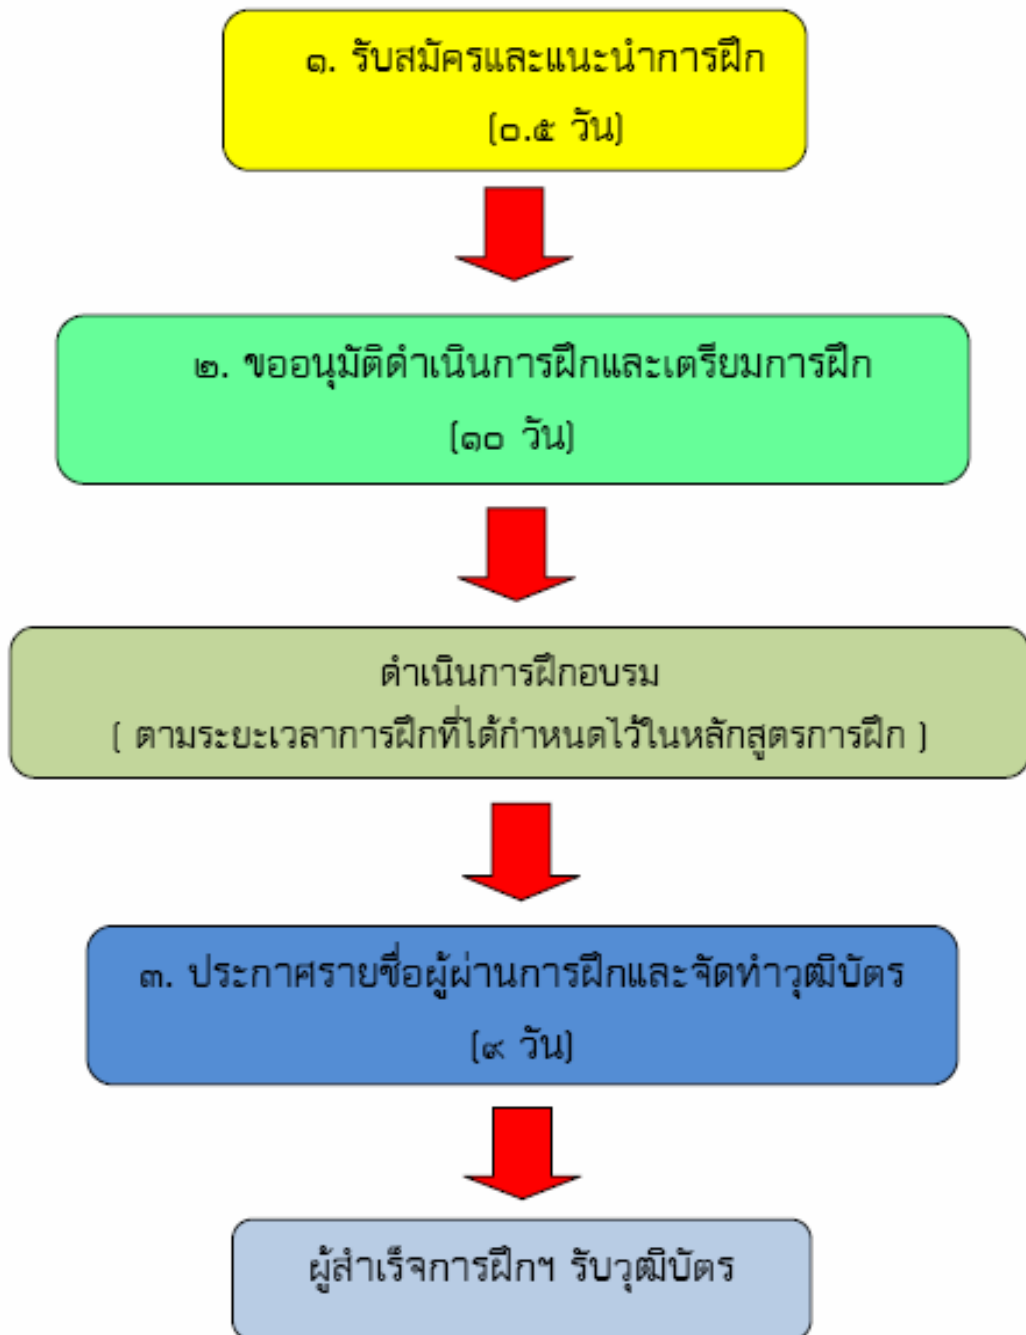 ๑. รับสมัครและแนะนำการฝึก
(๐.๕ วัน)
๒. ขออนุมัติดำเนินการฝึกและเตรียมการฝึก
(๑๐ วัน)
ดำเนินการฝึกอบรม
( ตามระยะเวลาการฝึกที่ได้กำหนดไว้ในหลักสูตรการฝึก )
๓. ประกาศรายชื่อผู้ผ่านการฝึกและจัดทำวุฒิบัตร
(๙ วัน)
ผู้สำเร็จการฝึกฯ รับวุฒิบัตร